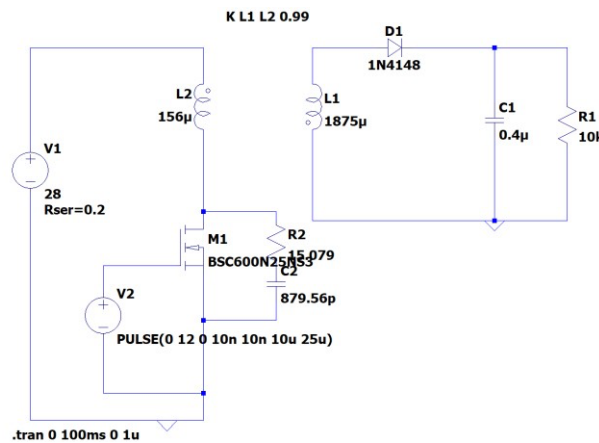 K L1 L2 0.99
D1
1N4148
L2
156µ
L1
1875µ
C1
0.4µ
R1
10k
V1
28
Rser=0.2
M1
BSC600N25NS3
R2
15.079
C2
879.56p
V2
PULSE(0 12 0 10n 10n 10u 25u)
.tran 0 100ms 0 1u